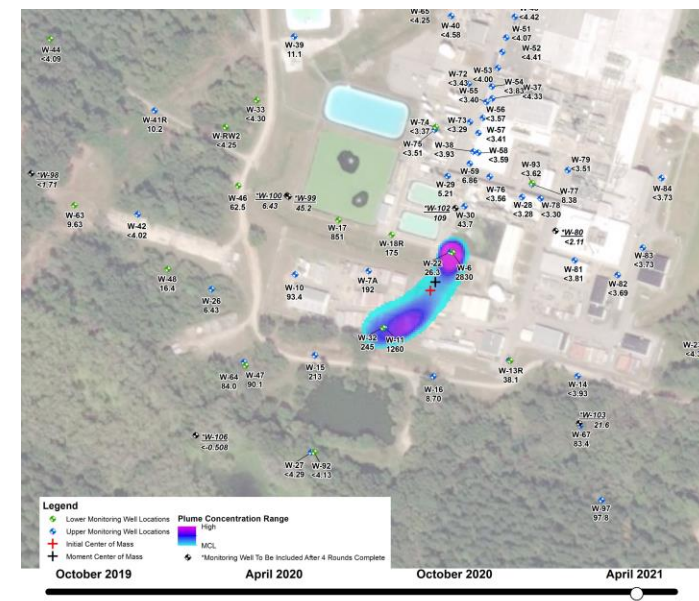 W-65
<4.25
W-40
<4.58
W-48
<4.42
W-51
<4.07
W-52
<4.41
W-44
<4.09
W-39
11.1
W-53
<4.00
W-72
<3.43
W-54
<3.63
W-37
<4.33
W-55
<3.40
W-33
<4.30
W-41R
10.2
W-RW2
<4.25
W-56
<3.57
W-74
<3.37
W-73
<3.29
W-57
<3.41
W-75
<3.51
W-38
<3.93
W-58
<3.59
W-59
6.86
W-93
<3.62
W-79
<3.51
*W-98
<1.71
W-29
5.21
W-76
<3.56
W-77
8.38
W-84
<3.73
W-46
62.5
*W-100
6.43
*W-99
45.2
W-28
<3.28
W-78
<3.30
W-63
9.63
W-42
<4.02
*W-102
109
W-30
43.7
W-17
851
W-18R
175
*W-80
<2.11
W-83
<3.73
W-22
26.3
W-6
2830
W-81
<3.81
W-48
16.4
W-10
93.4
W-7A
192
W-82
<3.69
W-26
6.43
W-32
245
W-11
1260
W-15
213
W-64
84.0
W-47
90.1
W-16
8.70
W-13R
38.1
W-14
<3.93
*W-103
21.6
W-67
83.4
*W-106
<-0.508
W-27
<4.29
W-92
<4.13
W-97
97.8
Legend
Lower Monitoring Well Locations
Upper Monitoring Well Locations
Initial Center of Mass
Moment Center of Mass
Plume Concentration Range
High
MCL
*Monitoring Well To Be Included After 4 Rounds Complete
October 2019
April 2020
October 2020
April 2021